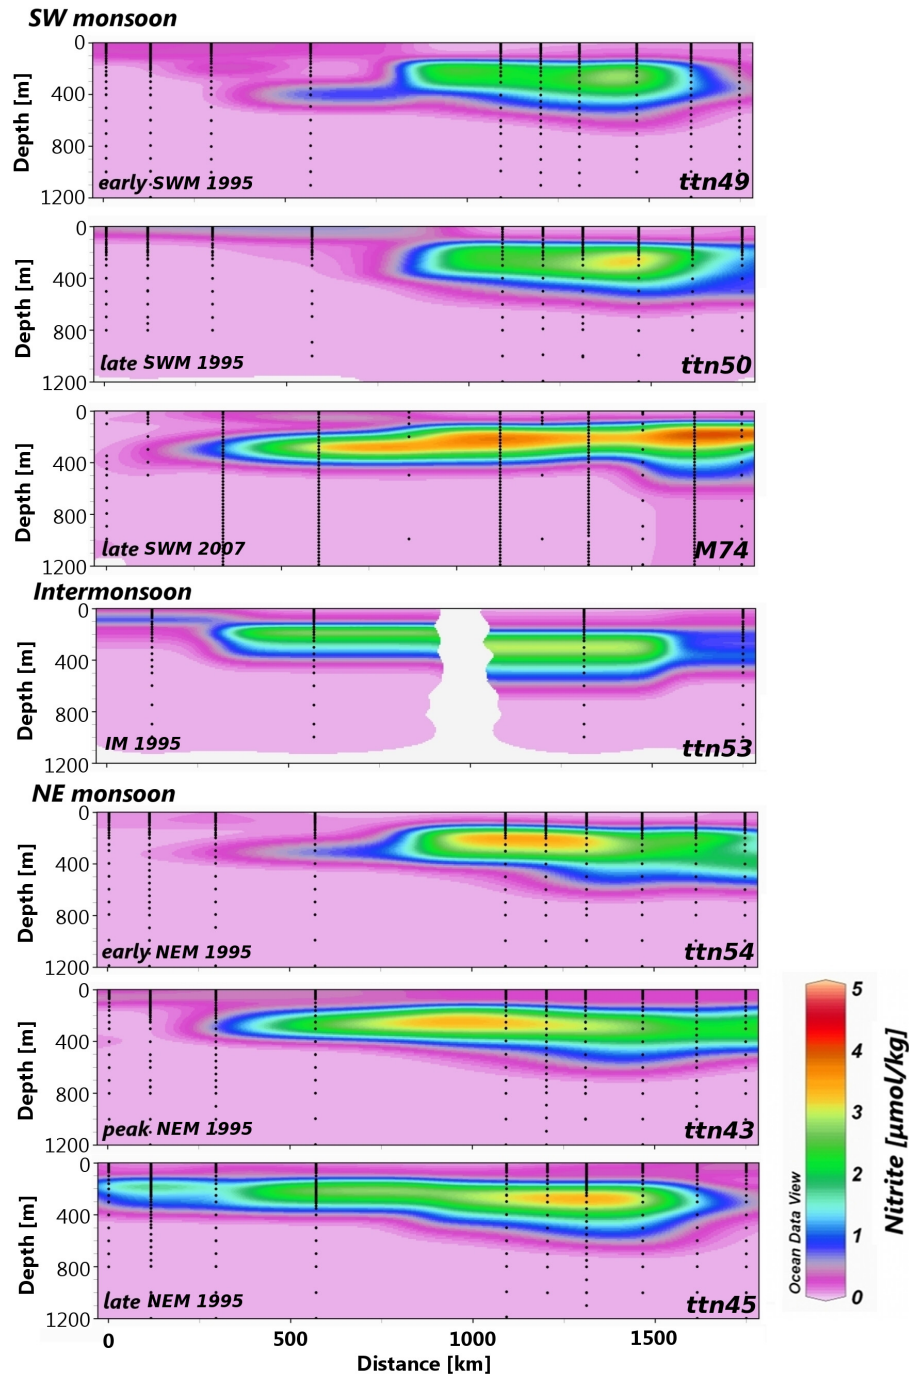 SW monsoon
0
400
800
1200
Depth [m]
early SWM 1995
ttn49
0
400
800
1200
Depth [m]
late SWM 1995
ttn50
0
400
800
1200
Depth [m]
late SWM 2007
M74
Intermonsoon
0
400
800
1200
Depth [m]
IM 1995
ttn53
NE monsoon
0
400
800
1200
Depth [m]
early NEM 1995
ttn54
0
400
800
1200
Depth [m]
peak NEM 1995
ttn43
0
400
800
1200
Depth [m]
late NEM 1995
ttn45
0 500 1000 1500
Distance [km]
5
4
3
2
1
0
Ocean Data View
Nitrite [µmol/kg]